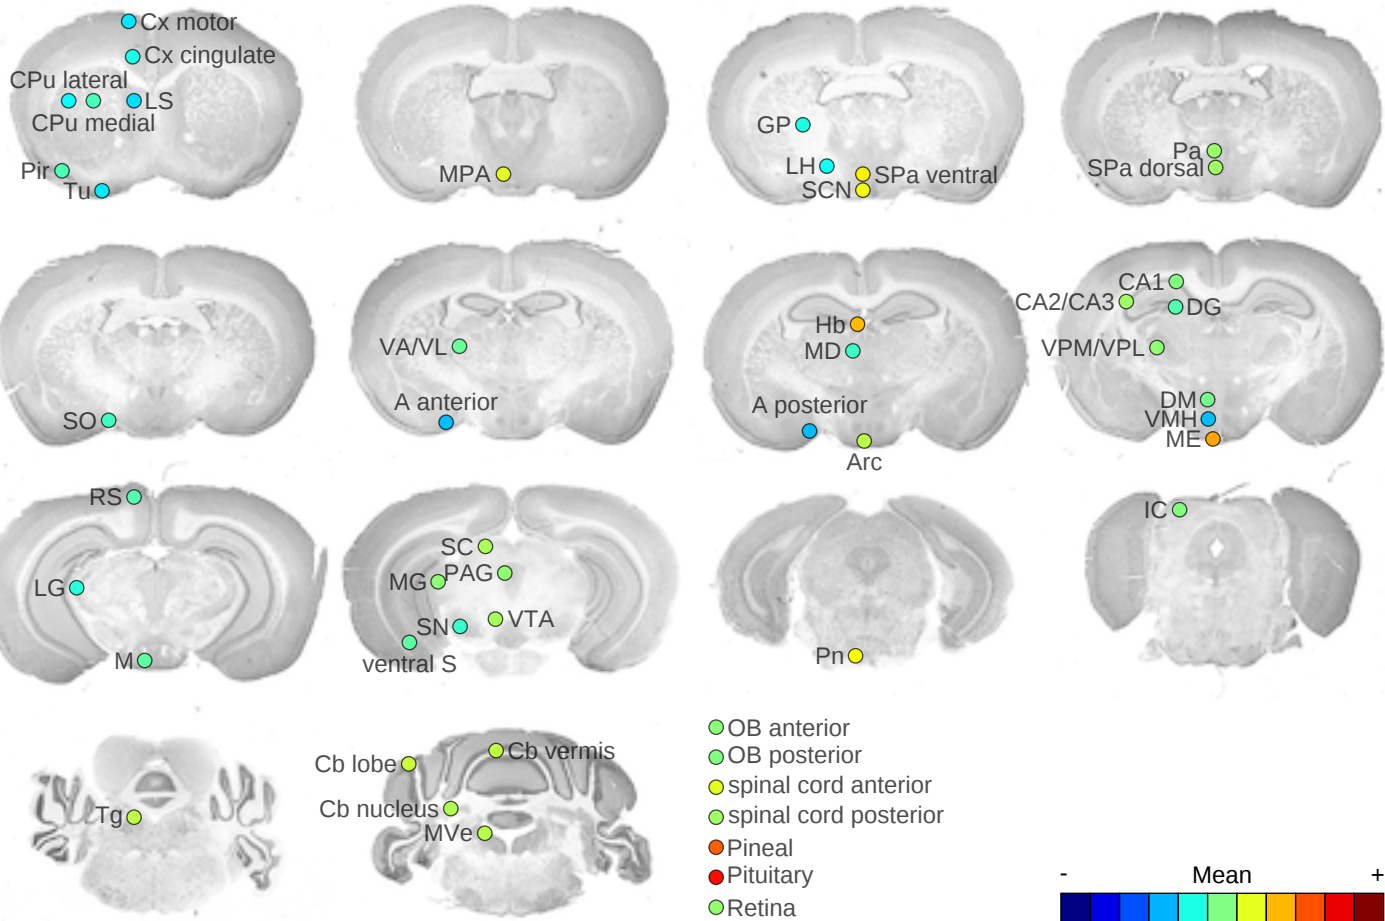 Cx motor
Cx cingulate
CPu lateral
LS
CPu medial
Pir
Tu
MPA
GP
LH
SPa ventral
SCN
Pa
SPa dorsal
SO
VA/VL
A anterior
Hb
MD
A posterior
Arc
CA1
CA2/CA3
DG
VPM/VPL
DM
VMH
ME
RS
LG
M
SC
MG
PAG
SN
VTA
ventral S
Pn
IC
Tg
Cb lobe
Cb vermis
Cb nucleus
MVe
OB anterior
OB posterior
spinal cord anterior
spinal cord posterior
Pineal
Pituitary
Retina
- Mean +